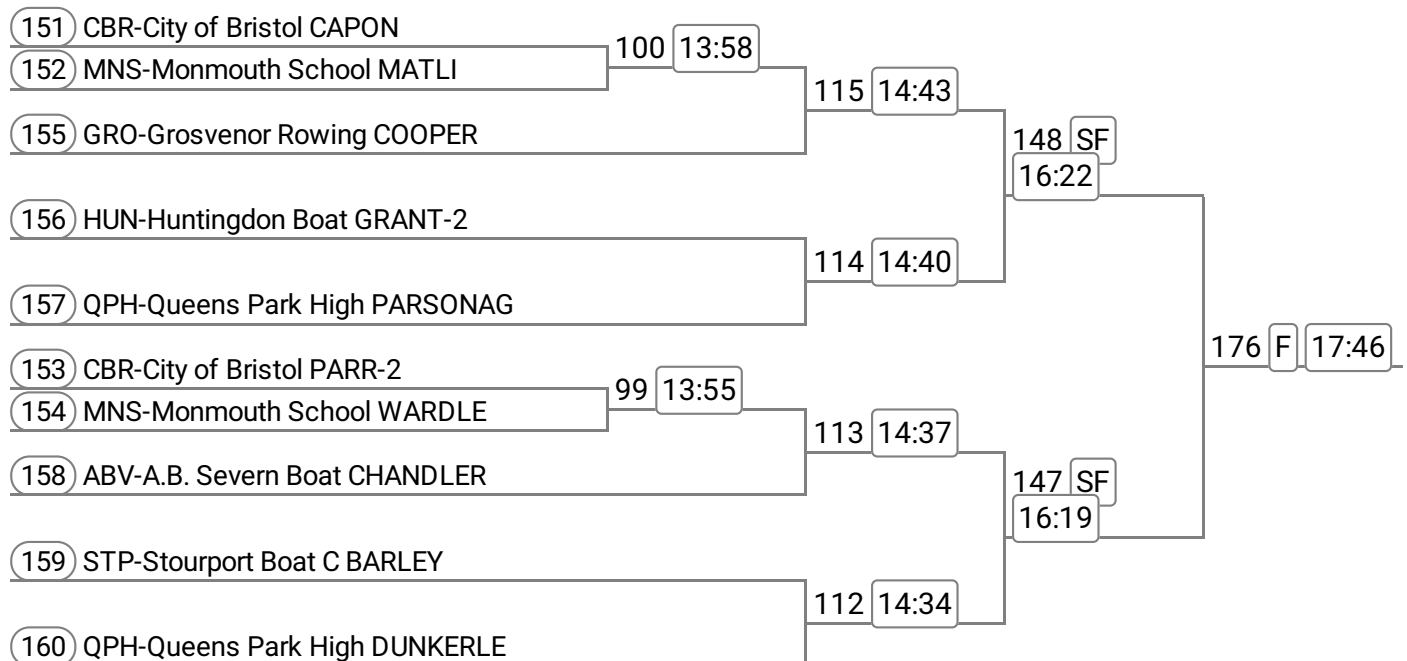 151 CBR-City of Bristol CAPON
100 13:58
152 MNS-Monmouth School MATLI
115 14:43
155 GRO-Grosvenor Rowing COOPER
148 SF
16:22
156 HUN-Huntingdon Boat GRANT-2
114 14:40
157 QPH-Queens Park High PARSONAG
176 F 17:46
153 CBR-City of Bristol PARR-2
99 13:55
154 MNS-Monmouth School WARDLE
113 14:37
158 ABV-A.B. Severn Boat CHANDLER
147 SF
16:19
159 STP-Stourport Boat C BARLEY
112 14:34
160 QPH-Queens Park High DUNKERLE